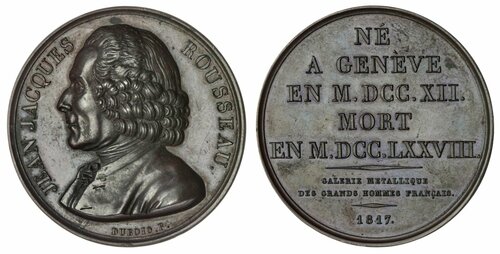 JEAN JACQUES
ROUSSEAU.
DUBOIS. F.
NÉ
A GENÈVE
EN M.DCC.XII.
MORT
EN M.DCC.LXXVIII.
GALERIE METALLIQUE
DES GRANDS HOMMES FRANÇAIS.
1817.